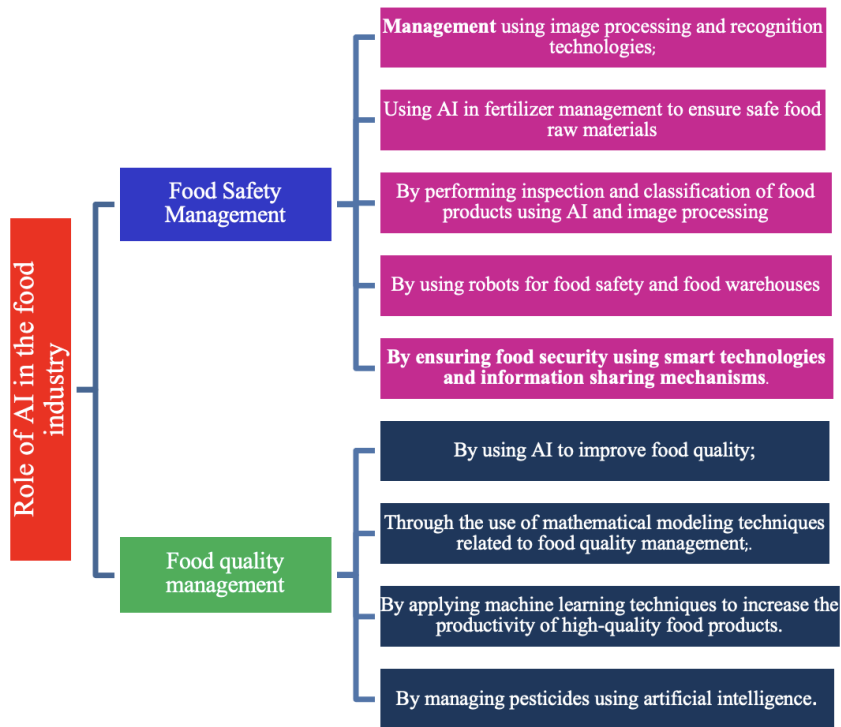 Role of AI in the food
industry
Food Safety
Management
Management using image processing and recognition
technologies;
Using AI in fertilizer management to ensure safe food
raw materials
By performing inspection and classification of food
products using AI and image processing
By using robots for food safety and food warehouses
By ensuring food security using smart technologies
and information sharing mechanisms.
Food quality
management
By using AI to improve food quality;
Through the use of mathematical modeling techniques
related to food quality management;.
By applying machine learning techniques to increase the
productivity of high-quality food products.
By managing pesticides using artificial intelligence.